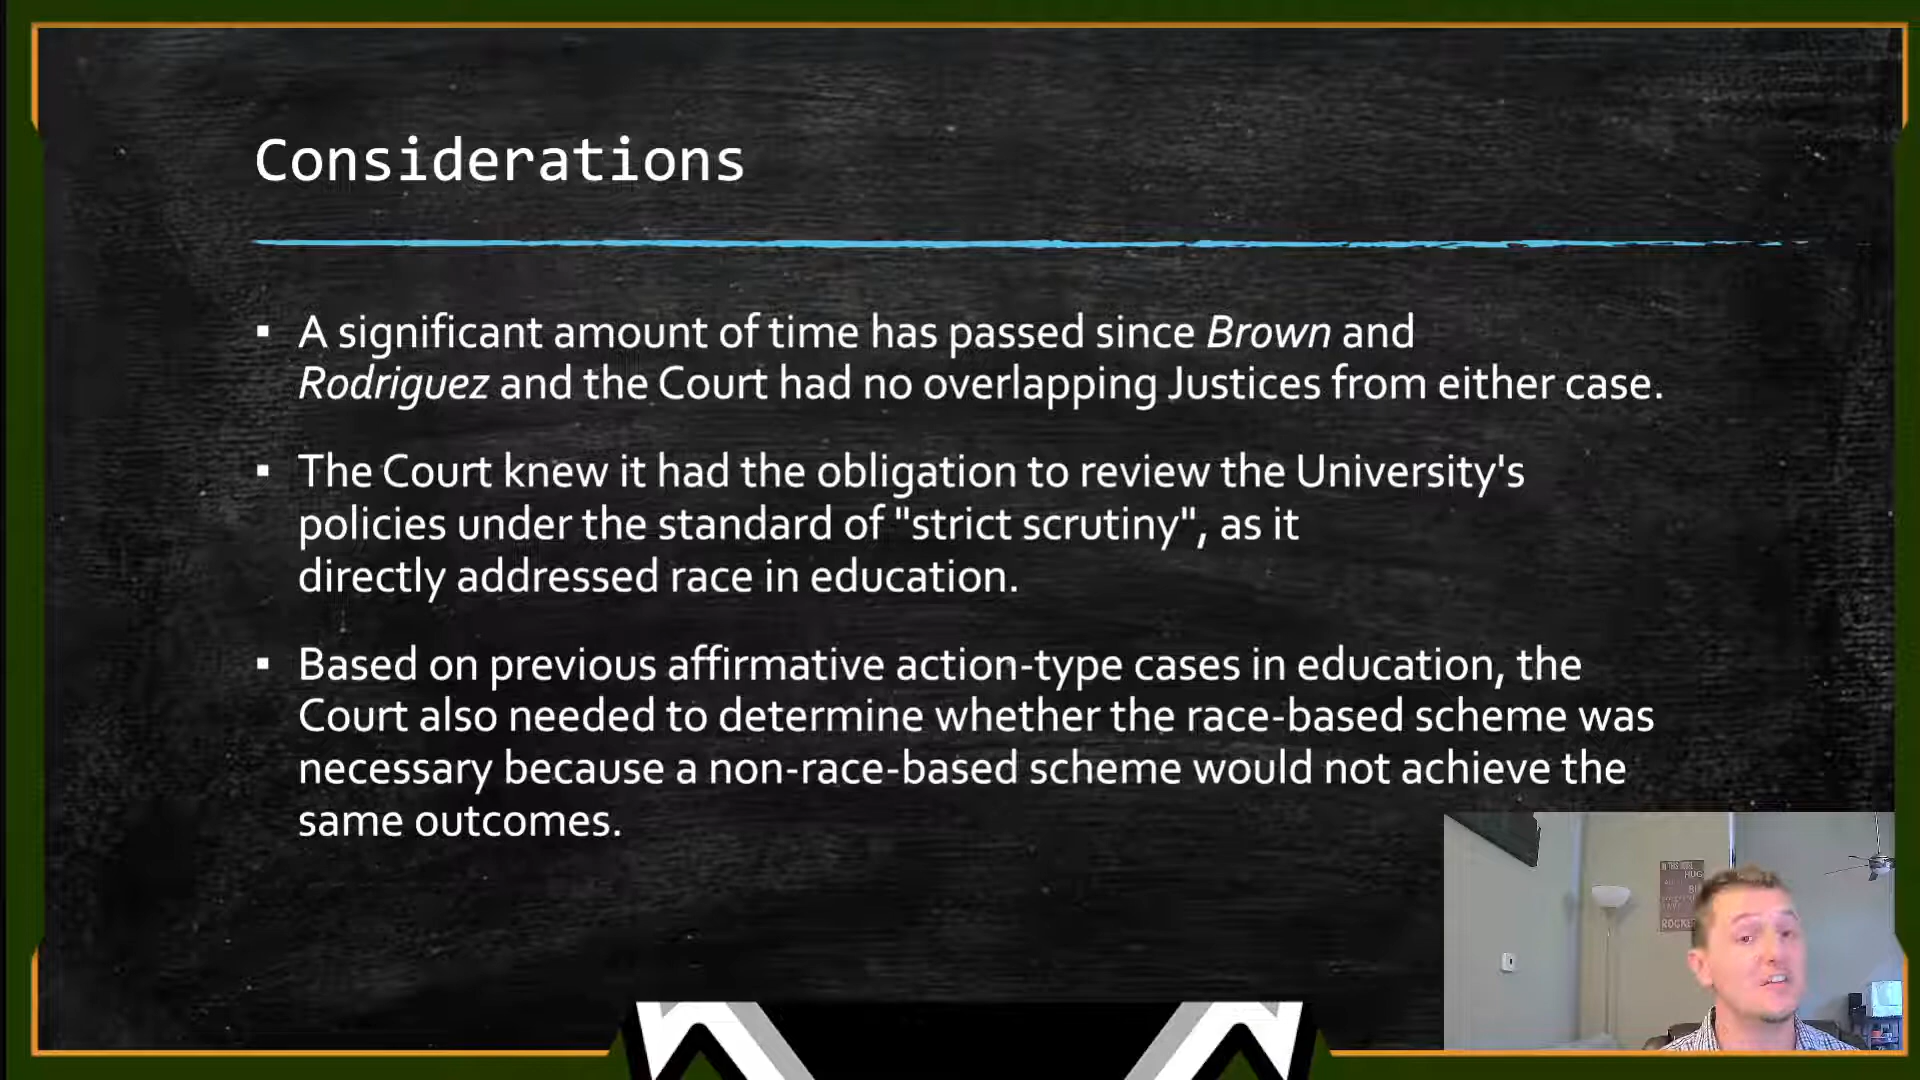 Considerations
▪ A significant amount of time has passed since Brown and
Rodriguez and the Court had no overlapping Justices from either case.
▪ The Court knew it had the obligation to review the University's
policies under the standard of "strict scrutiny", as it
directly addressed race in education.
▪ Based on previous affirmative action-type cases in education, the
Court also needed to determine whether the race-based scheme was
necessary because a non-race-based scheme would not achieve the
same outcomes.
HUG